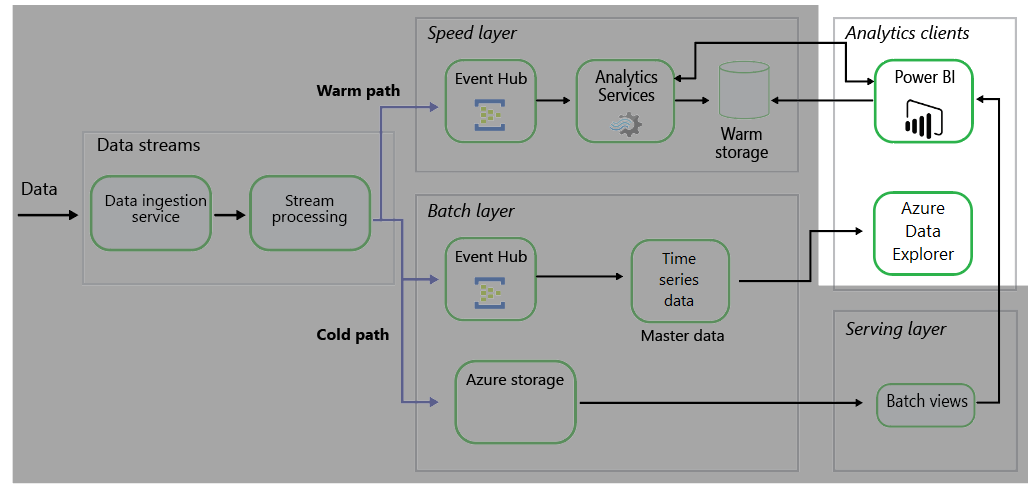 Speed layer
Analytics clients
Event Hub
Analytics
Services
Power BI
Warm path
Warm
storage
Data streams
Data
Data ingestion
service
Stream
processing
Batch layer
Azure
Data
Explorer
Event Hub
Time
series
data
Master data
Cold path
Serving layer
Azure storage
Batch views